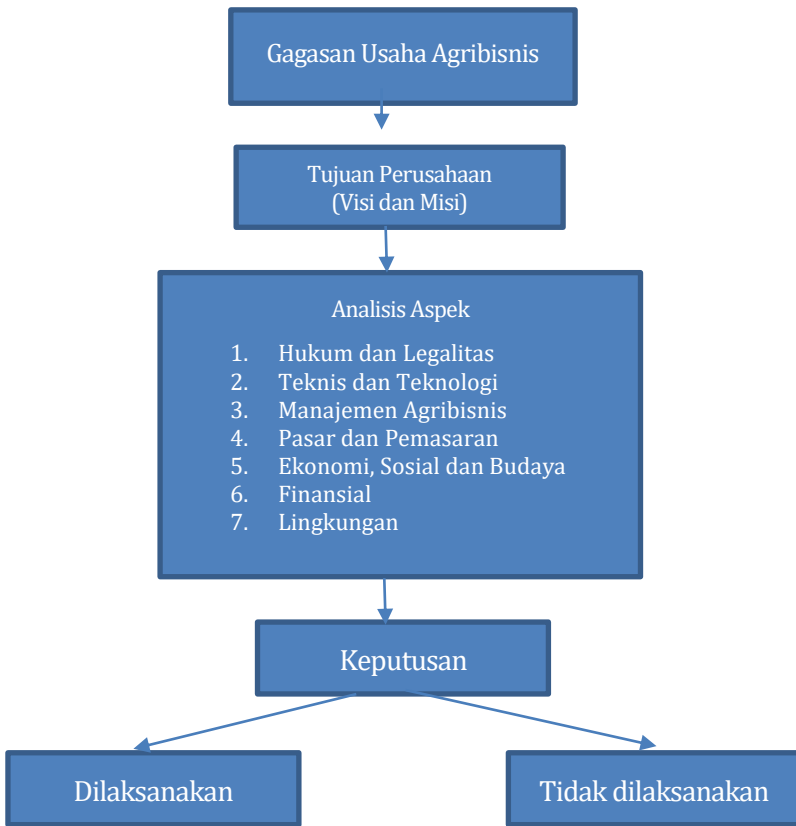 Gagasan Usaha Agribisnis
Tujuan Perusahaan
(Visi dan Misi)
Analisis Aspek
1. Hukum dan Legalitas
2. Teknis dan Teknologi
3. Manajemen Agribisnis
4. Pasar dan Pemasaran
5. Ekonomi, Sosial dan Budaya
6. Finansial
7. Lingkungan
Keputusan
Dilaksanakan
Tidak dilaksanakan